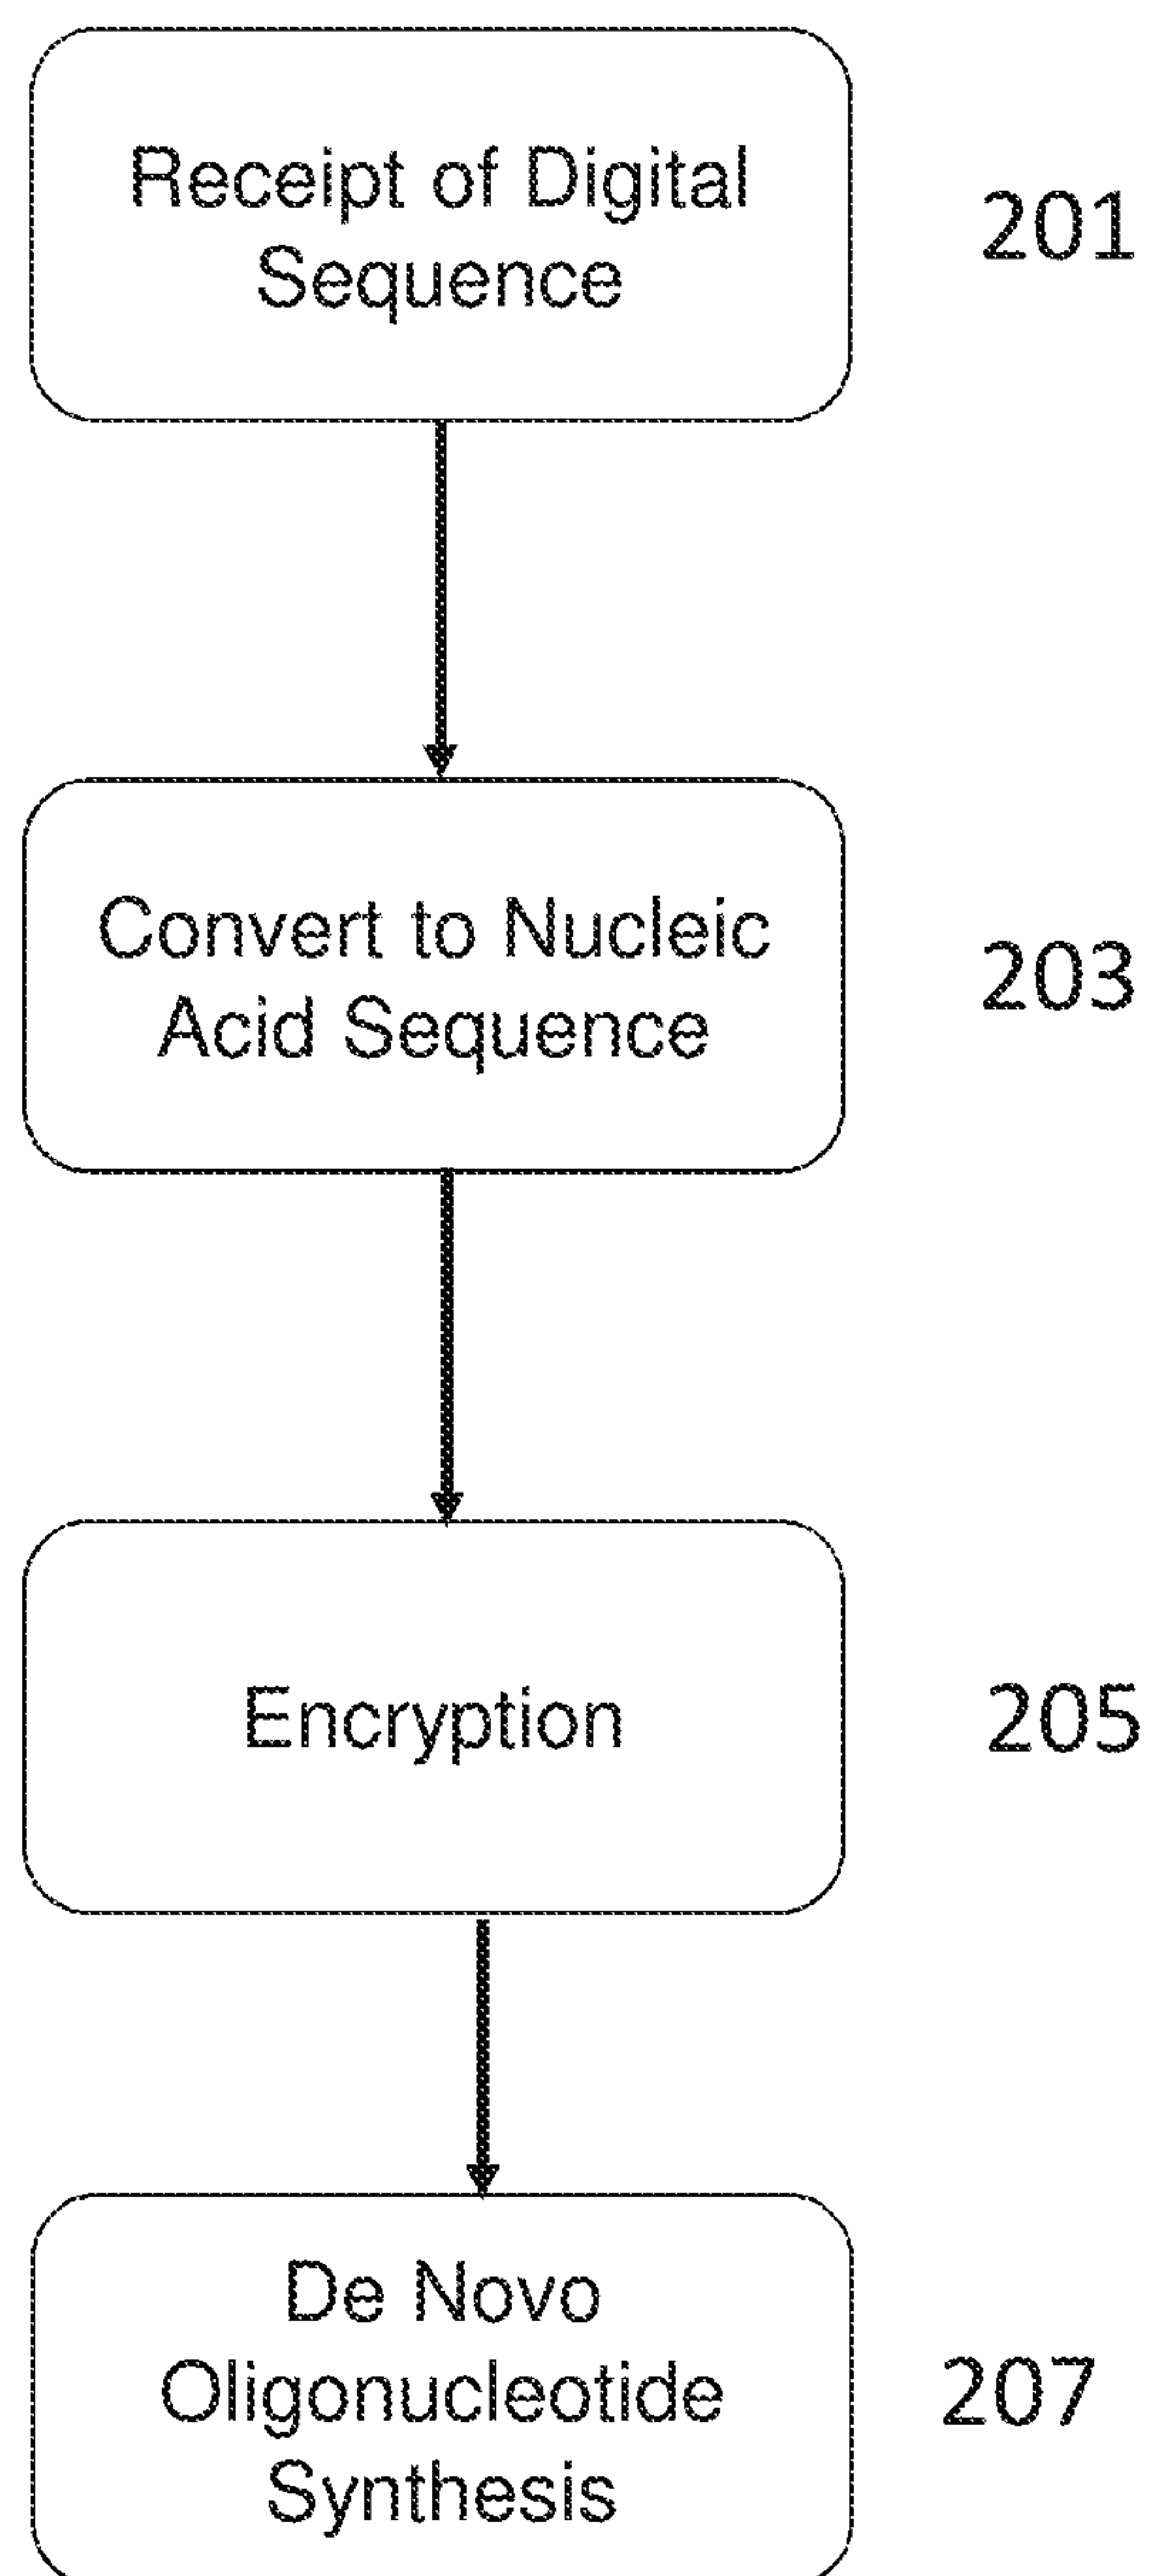 Receipt of Digital
Sequence
201
Convert to Nucleic
Acid Sequence
203
Encryption
205
De Novo
Oligonucleotide
Synthesis
207